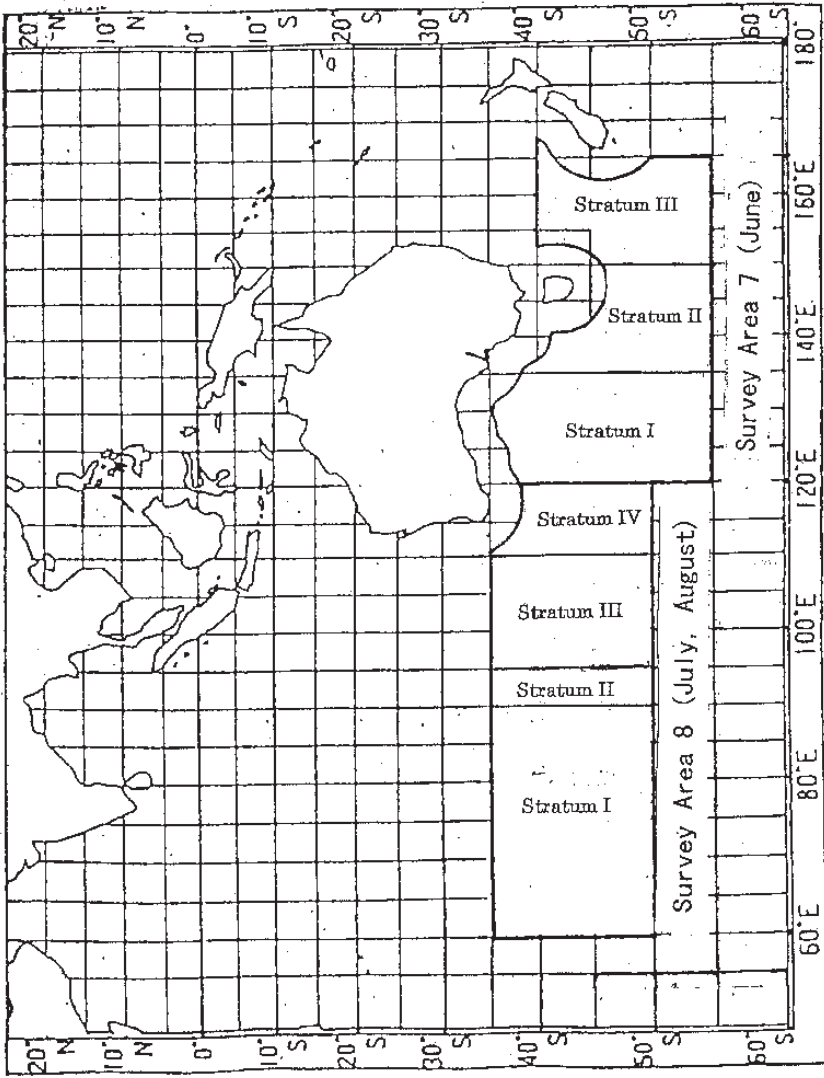 20° N
10° N
0°
10° S
20° S
30° S
40° S
50° S
60° S
180°
160°E
140°E
120°E
100°E
80°E
60°E
Stratum III
Stratum II
Stratum I
Survey Area 7 (June)
Stratum IV
Stratum III
Stratum II
Stratum I
Survey Area 8 (July, August)
20° N
10° N
0°
10° S
20° S
30° S
40° S
50° S
60° S